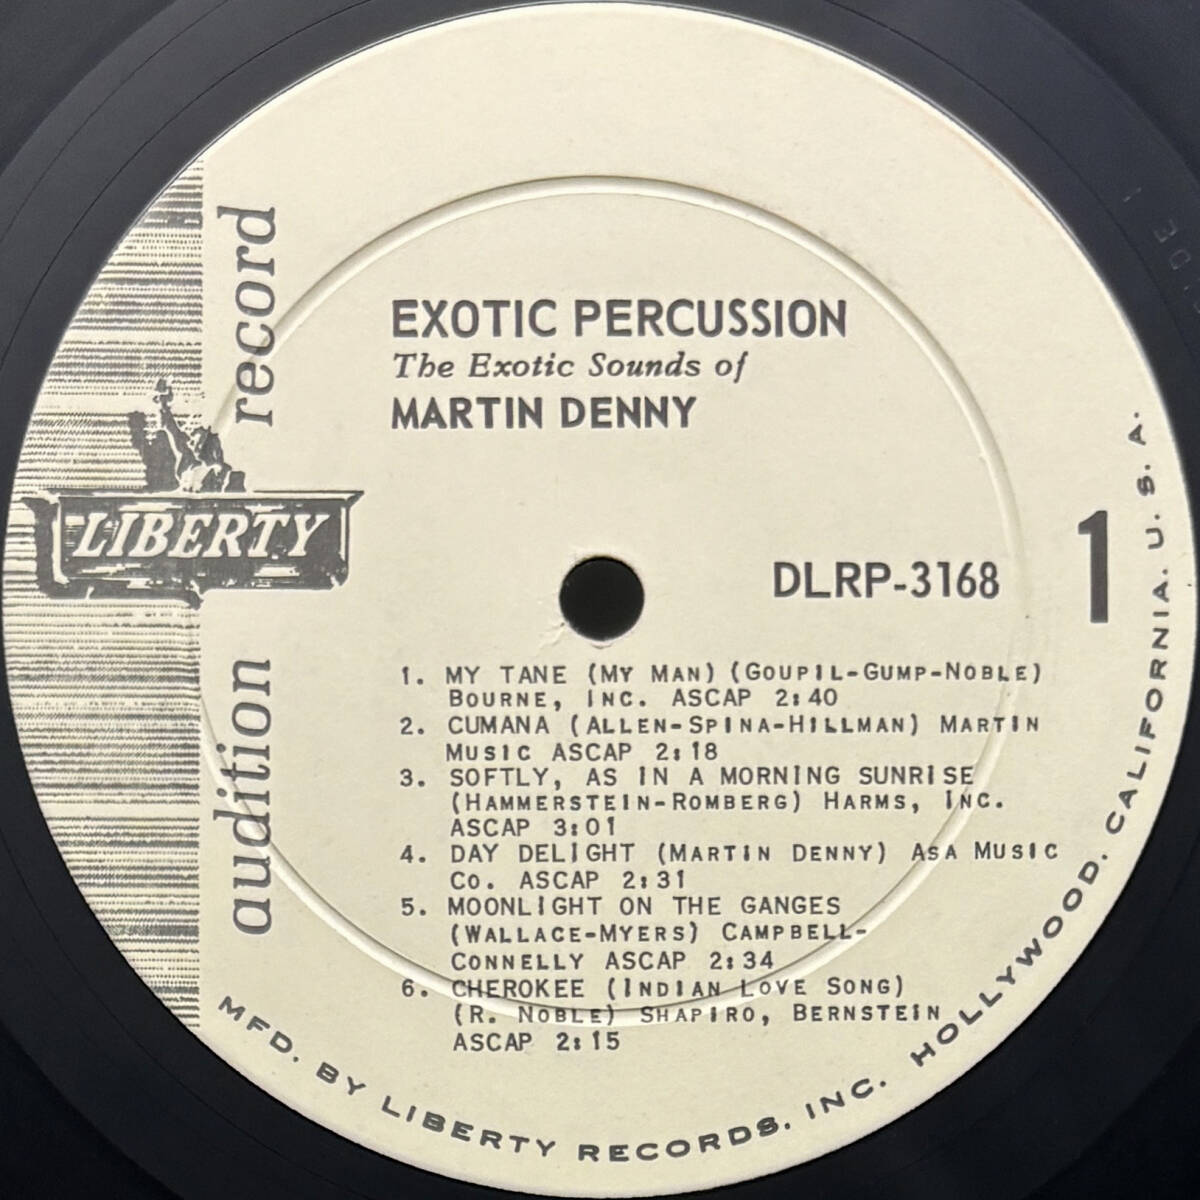 EXOTIC PERCUSSION
The Exotic Sounds of
MARTIN DENNY
audition record
LIBERTY
DLRP-3168
1
1. MY TANE (MY MAN) (GOUPIL-GUMP-NOBLE)
BOURNE, INC. ASCAP 2:40
2. CUMANA (ALLEN-SPINA-HILLMAN) MARTIN
MUSIC ASCAP 2:18
3. SOFTLY, AS IN A MORNING SUNRISE
(HAMMERSTEIN-ROMBERG) HARMS, INC.
ASCAP 3:01
4. DAY DELIGHT (MARTIN DENNY) ASA MUSIC
CO. ASCAP 2:31
5. MOONLIGHT ON THE GANGES
(WALLACE-MYERS) CAMPBELL-
CONNELLY ASCAP 2:34
6. CHEROKEE (INDIAN LOVE SONG)
(R. NOBLE) SHAPIRO, BERNSTEIN
ASCAP 2:15
MFD. BY LIBERTY RECORDS, INC. HOLLYWOOD, CALIFORNIA, U. S. A.